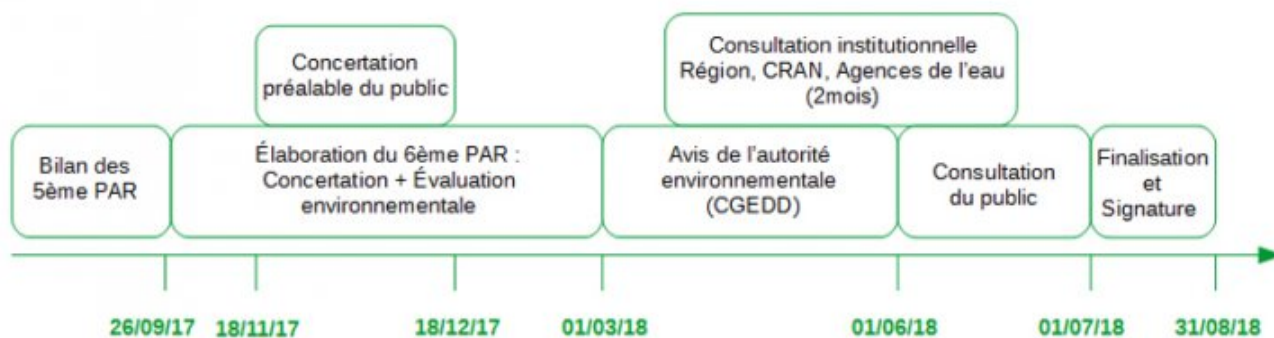 Concertation
préalable du public
Consultation institutionnelle
Région, CRAN, Agences de l'eau
(2mois)
Bilan des
5ème PAR
Élaboration du 6ème PAR :
Concertation + Évaluation
environnementale
Avis de l'autorité
environnementale
(CGEDD)
Consultation
du public
Finalisation
et
Signature
26/09/17
18/11/17
18/12/17
01/03/18
01/06/18
01/07/18
31/08/18